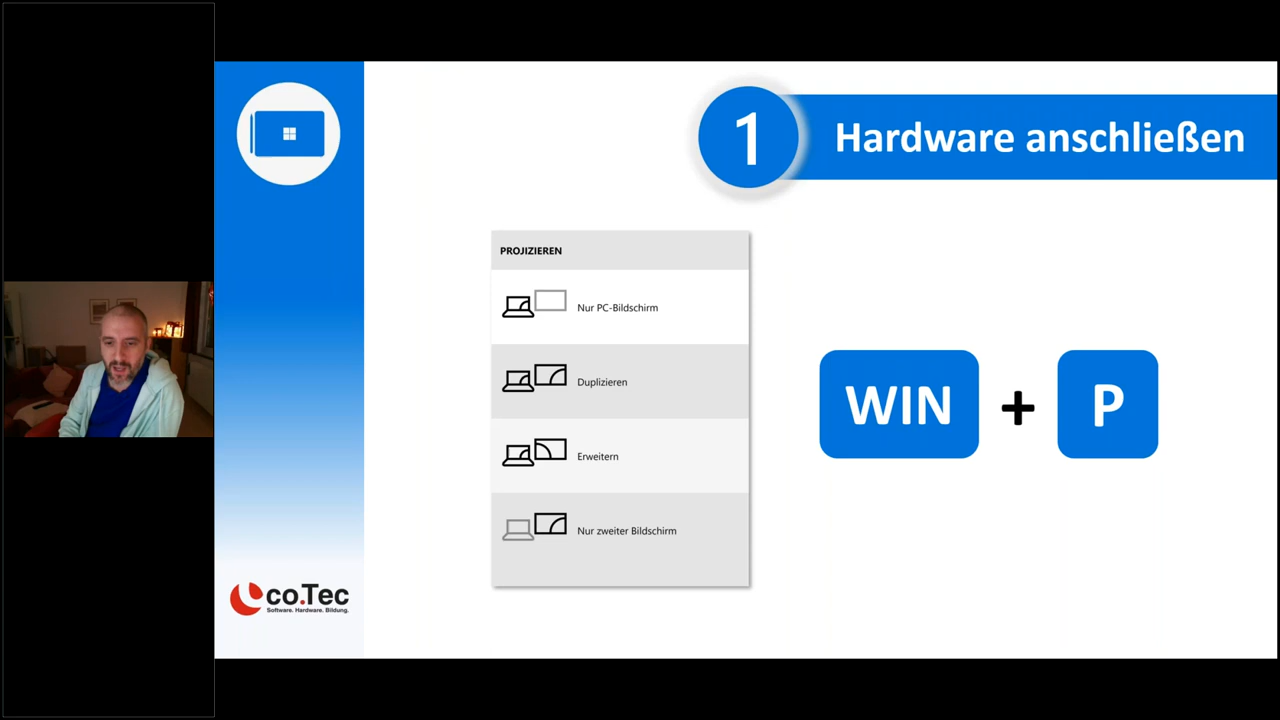 1
Hardware anschließen
PROJIZIEREN
Nur PC-Bildschirm
Duplizieren
Erweitern
Nur zweiter Bildschirm
WIN + P
co.Tec
Software. Hardware. Bildung.